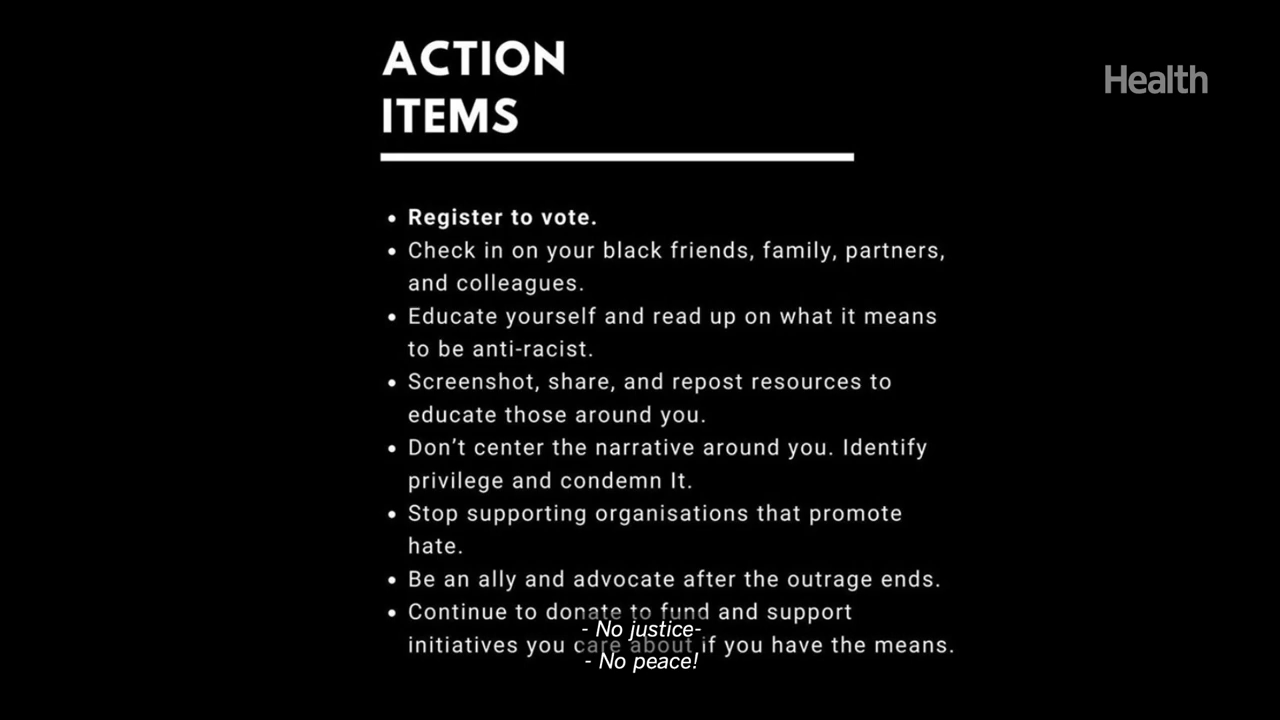 ACTION
ITEMS
Health
• Register to vote.
• Check in on your black friends, family, partners,
and colleagues.
• Educate yourself and read up on what it means
to be anti-racist.
• Screenshot, share, and repost resources to
educate those around you.
• Don’t center the narrative around you. Identify
privilege and condemn It.
• Stop supporting organisations that promote
hate.
• Be an ally and advocate after the outrage ends.
• Continue to donate to fund and support
initiatives you care about if you have the means.
- No justice-
- No peace!